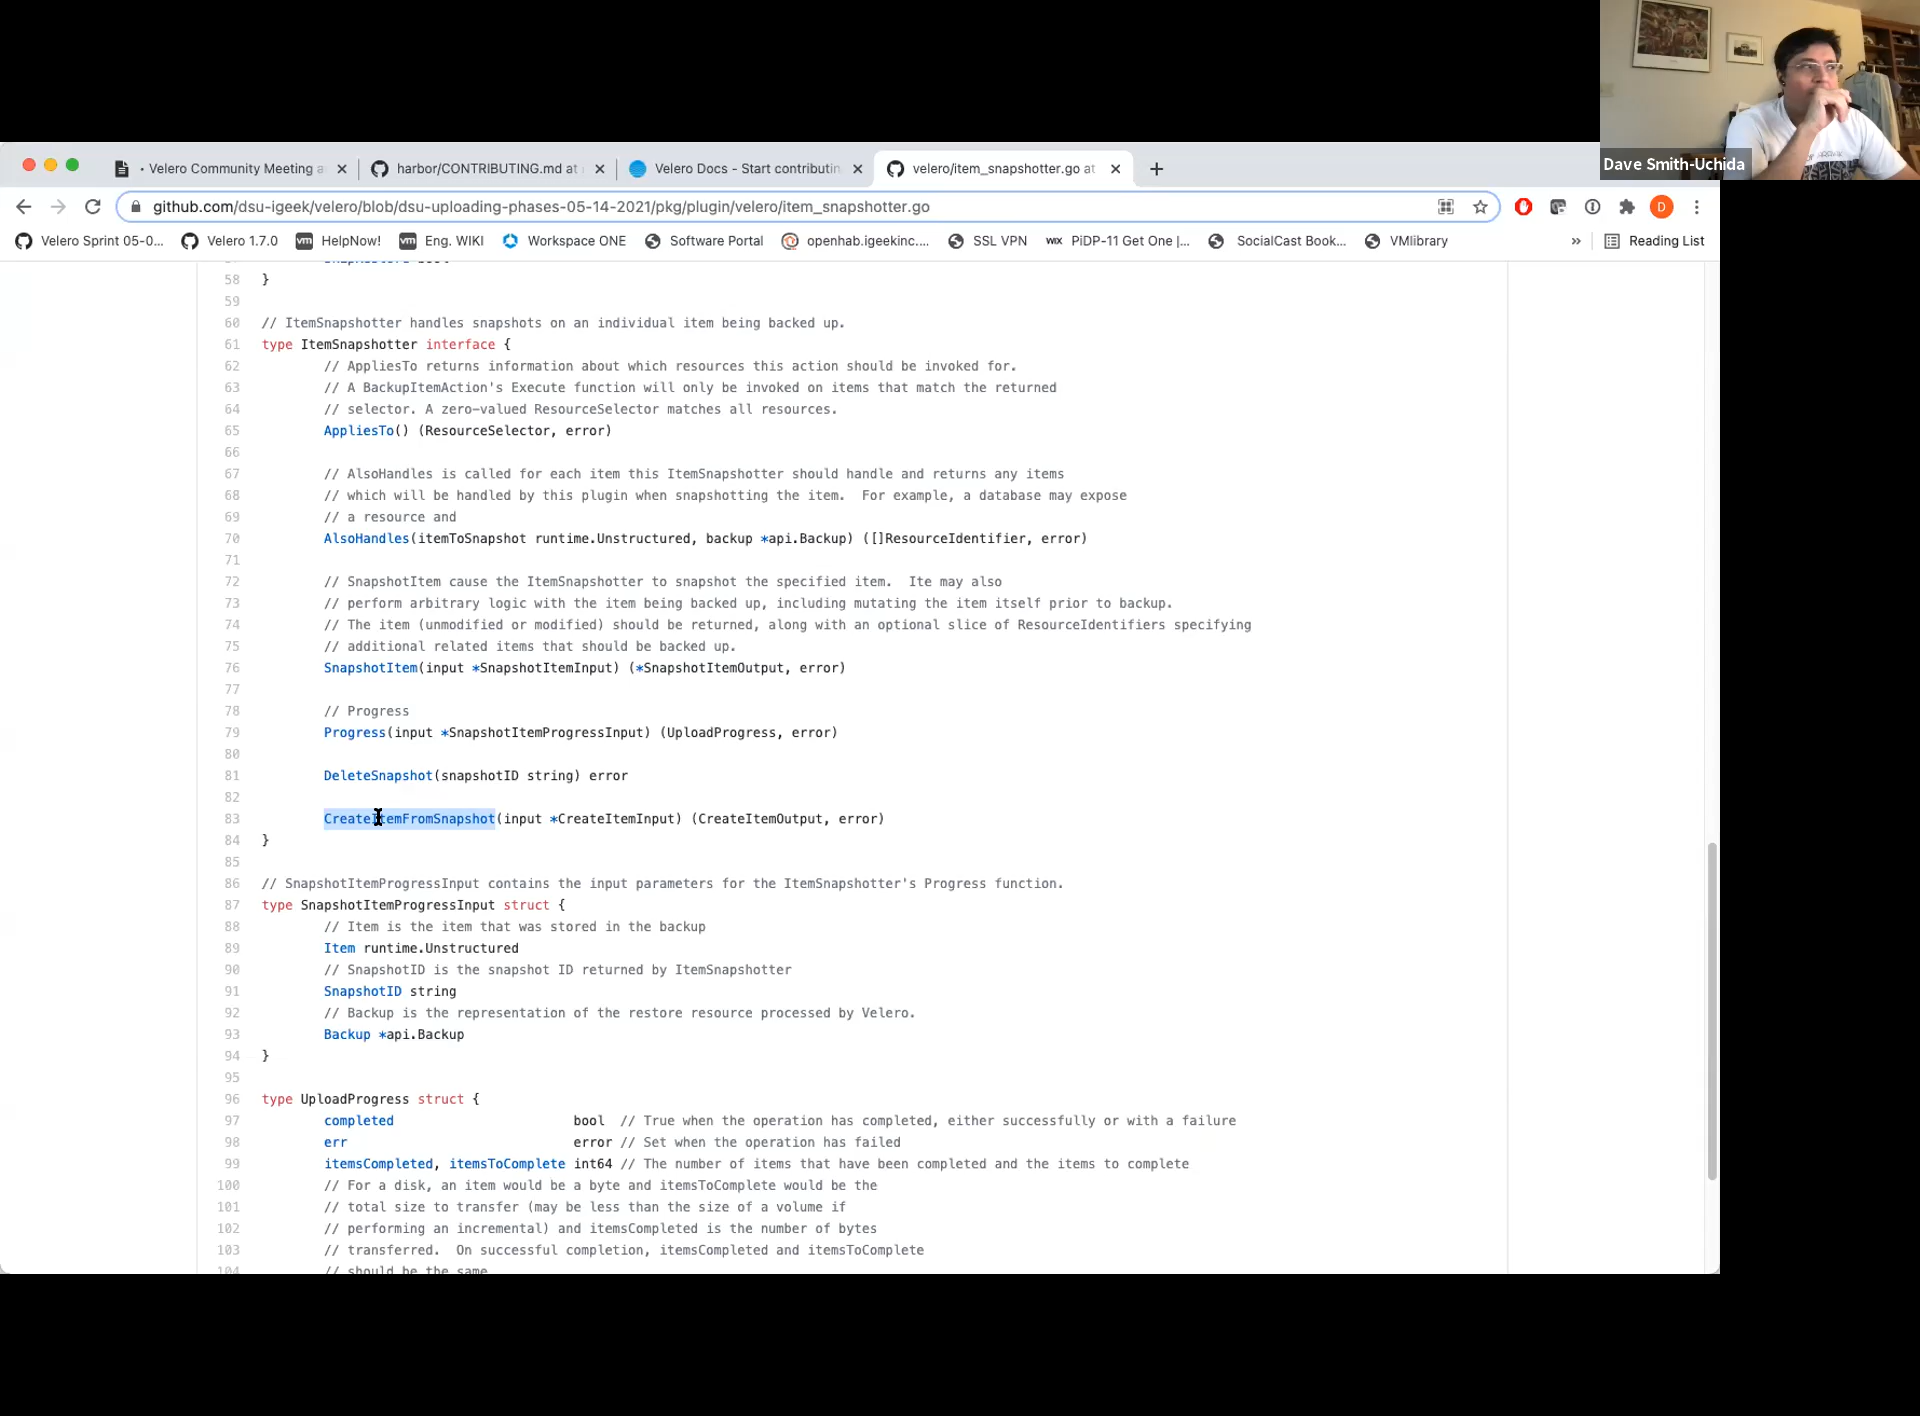 Dave Smith-Uchida
· Velero Community Meeting a
harbor/CONTRIBUTING.md at
Velero Docs - Start contributin
velero/item_snapshotter.go at
github.com/dsu-igeek/velero/blob/dsu-uploading-phases-05-14-2021/pkg/plugin/velero/item_snapshotter.go
D
Velero Sprint 05-0...
Velero 1.7.0
vm HelpNow!
vm Eng. WIKI
Workspace ONE
Software Portal
openhab.igeekinc....
SSL VPN
WIX PiDP-11 Get One |...
SocialCast Book...
VMlibrary
»
Reading List
58 }
59
60 // ItemSnapshotter handles snapshots on an individual item being backed up.
61 type ItemSnapshotter interface {
62 // AppliesTo returns information about which resources this action should be invoked for.
63 // A BackupItemAction's Execute function will only be invoked on items that match the returned
64 // selector. A zero-valued ResourceSelector matches all resources.
65 AppliesTo() (ResourceSelector, error)
66
67 // AlsoHandles is called for each item this ItemSnapshotter should handle and returns any items
68 // which will be handled by this plugin when snapshotting the item.  For example, a database may expose
69 // a resource and
70 AlsoHandles(itemToSnapshot runtime.Unstructured, backup *api.Backup) ([]ResourceIdentifier, error)
71
72 // SnapshotItem cause the ItemSnapshotter to snapshot the specified item.  Ite may also
73 // perform arbitrary logic with the item being backed up, including mutating the item itself prior to backup.
74 // The item (unmodified or modified) should be returned, along with an optional slice of ResourceIdentifiers specifying
75 // additional related items that should be backed up.
76 SnapshotItem(input *SnapshotItemInput) (*SnapshotItemOutput, error)
77
78 // Progress
79 Progress(input *SnapshotItemProgressInput) (UploadProgress, error)
80
81 DeleteSnapshot(snapshotID string) error
82
83 CreateItemFromSnapshot(input *CreateItemInput) (CreateItemOutput, error)
84 }
85
86 // SnapshotItemProgressInput contains the input parameters for the ItemSnapshotter's Progress function.
87 type SnapshotItemProgressInput struct {
88 // Item is the item that was stored in the backup
89 Item runtime.Unstructured
90 // SnapshotID is the snapshot ID returned by ItemSnapshotter
91 SnapshotID string
92 // Backup is the representation of the restore resource processed by Velero.
93 Backup *api.Backup
94 }
95
96 type UploadProgress struct {
97 completed bool // True when the operation has completed, either successfully or with a failure
98 err error // Set when the operation has failed
99 itemsCompleted, itemsToComplete int64 // The number of items that have been completed and the items to complete
100 // For a disk, an item would be a byte and itemsToComplete would be the
101 // total size to transfer (may be less than the size of a volume if
102 // performing an incremental) and itemsCompleted is the number of bytes
103 // transferred.  On successful completion, itemsCompleted and itemsToComplete
104 // should be the same